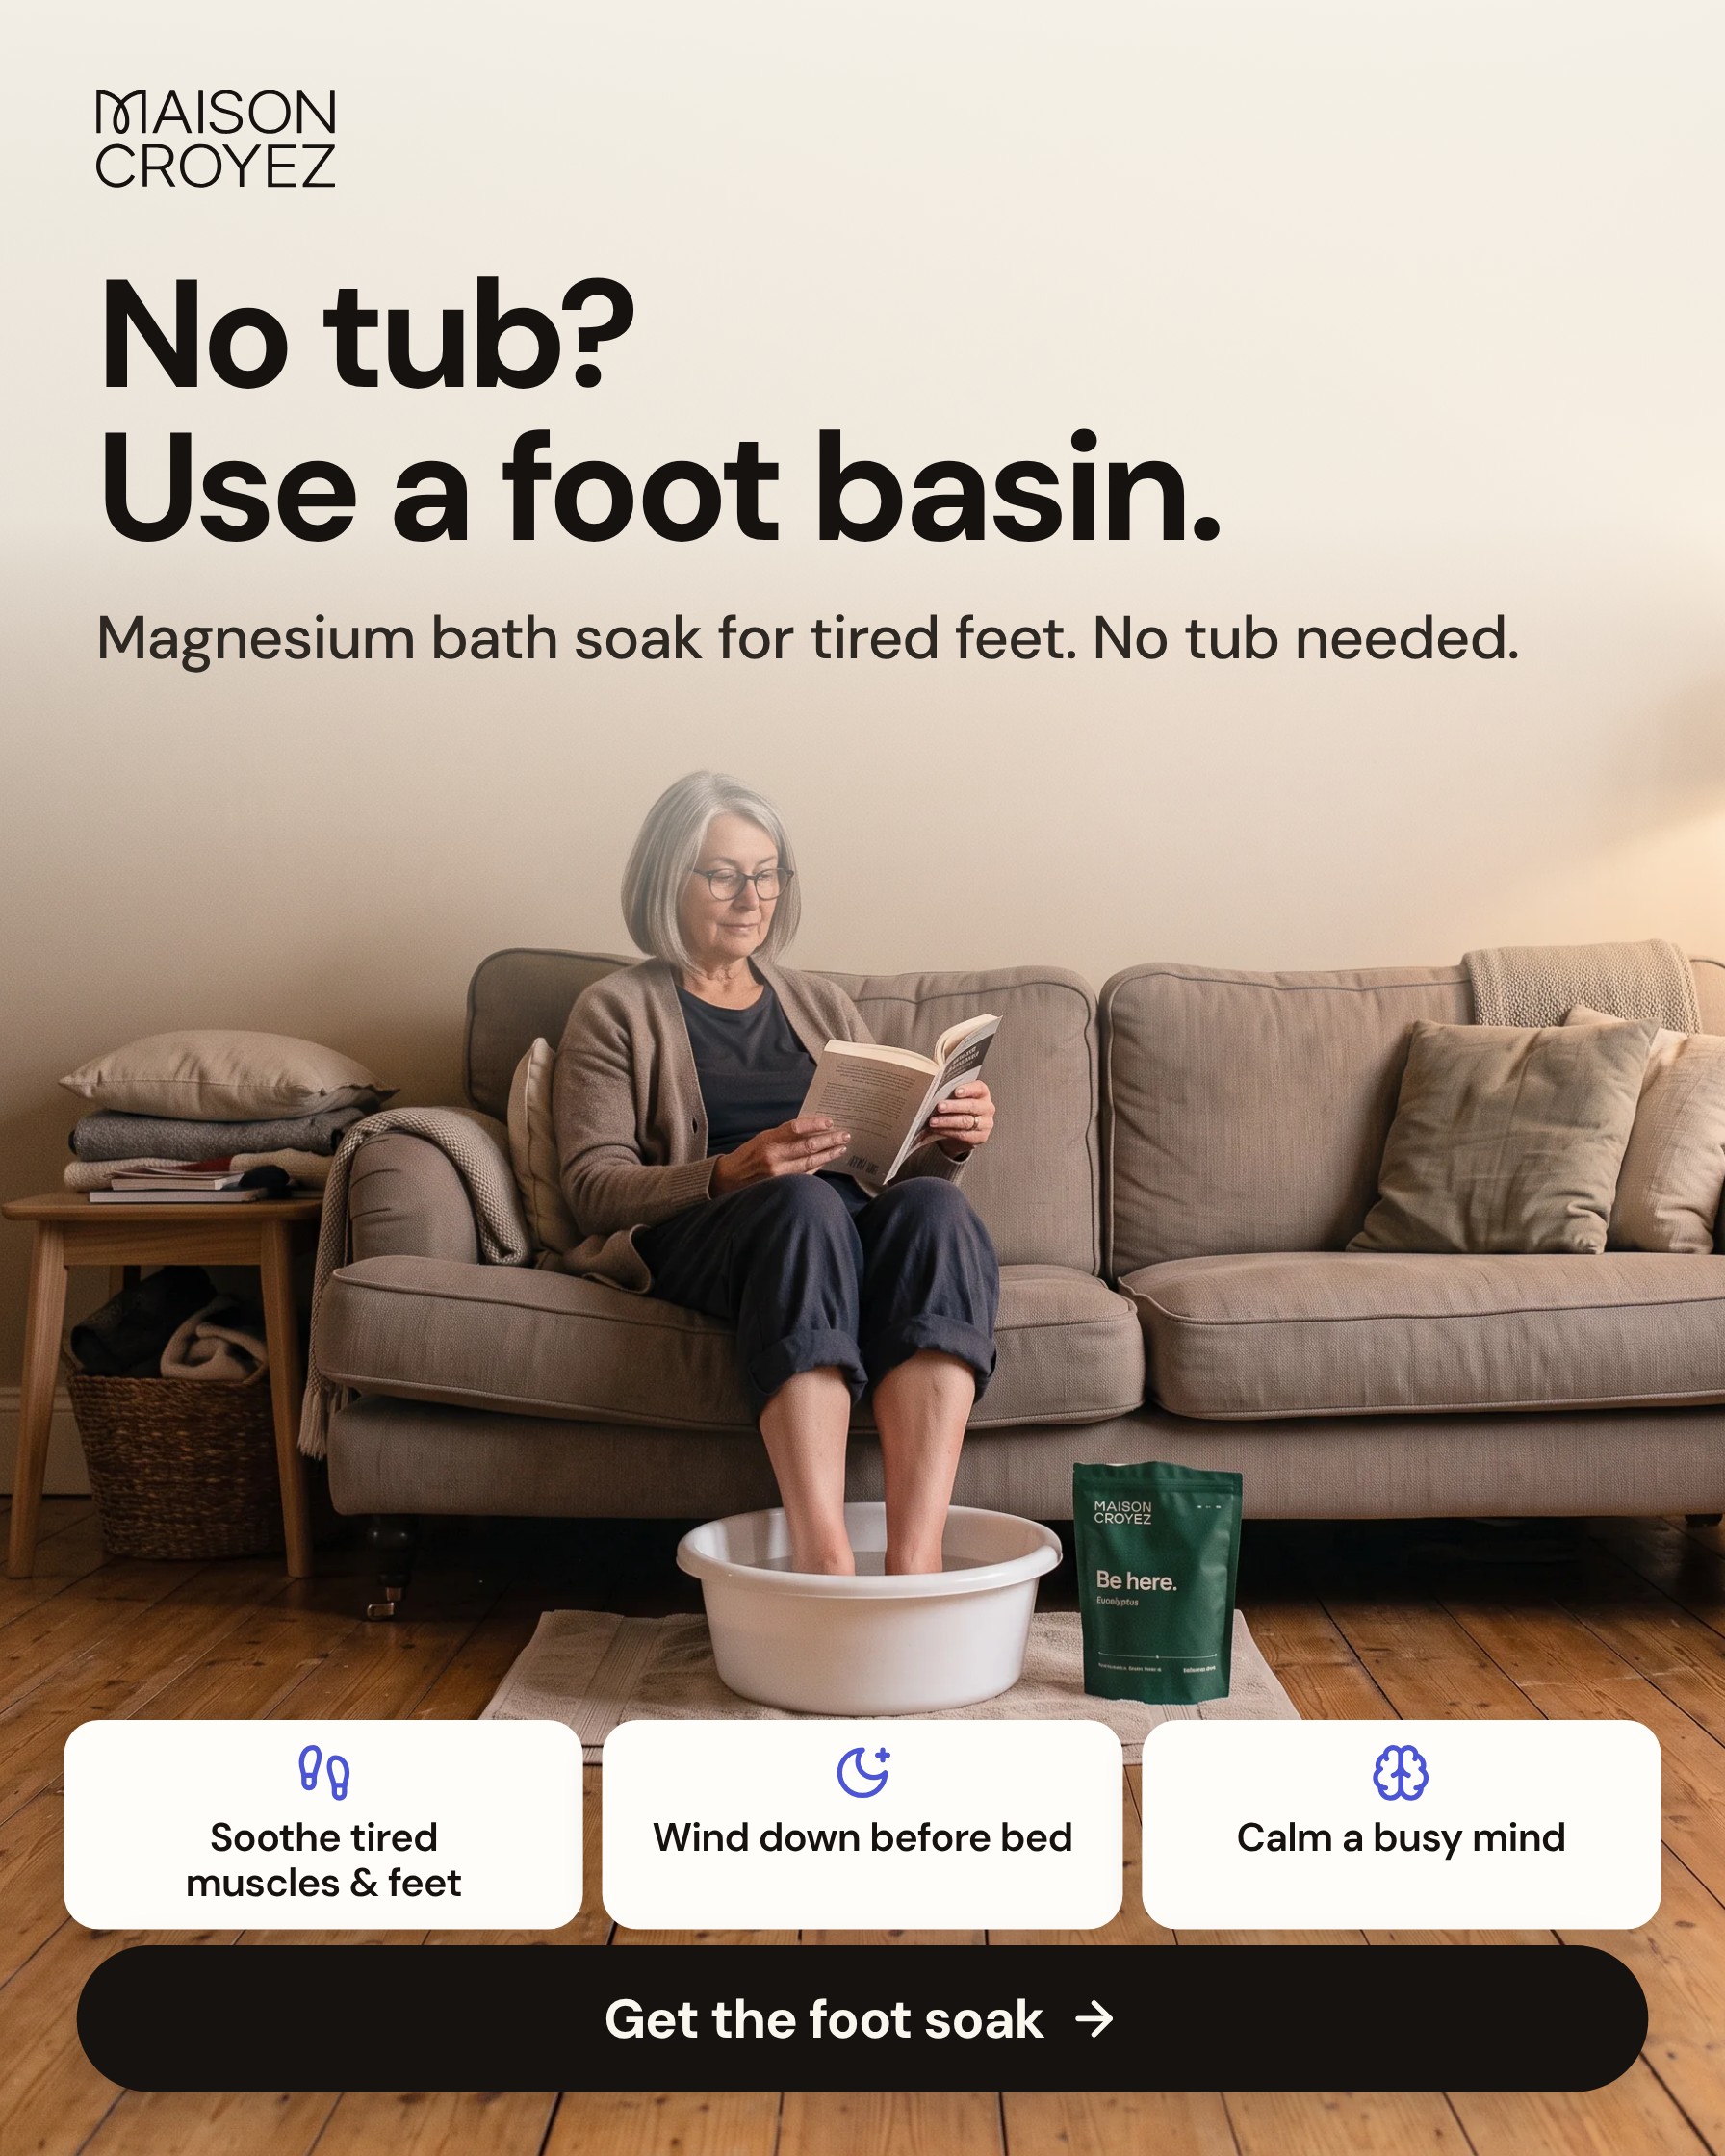 MAISON
CROYEZ
No tub?
Use a foot basin.
Magnesium bath soak for tired feet. No tub needed.
MAISON
CROYEZ
Be here.
Eucalyptus
Soothe tired
muscles & feet
Wind down before bed
Calm a busy mind
Get the foot soak →